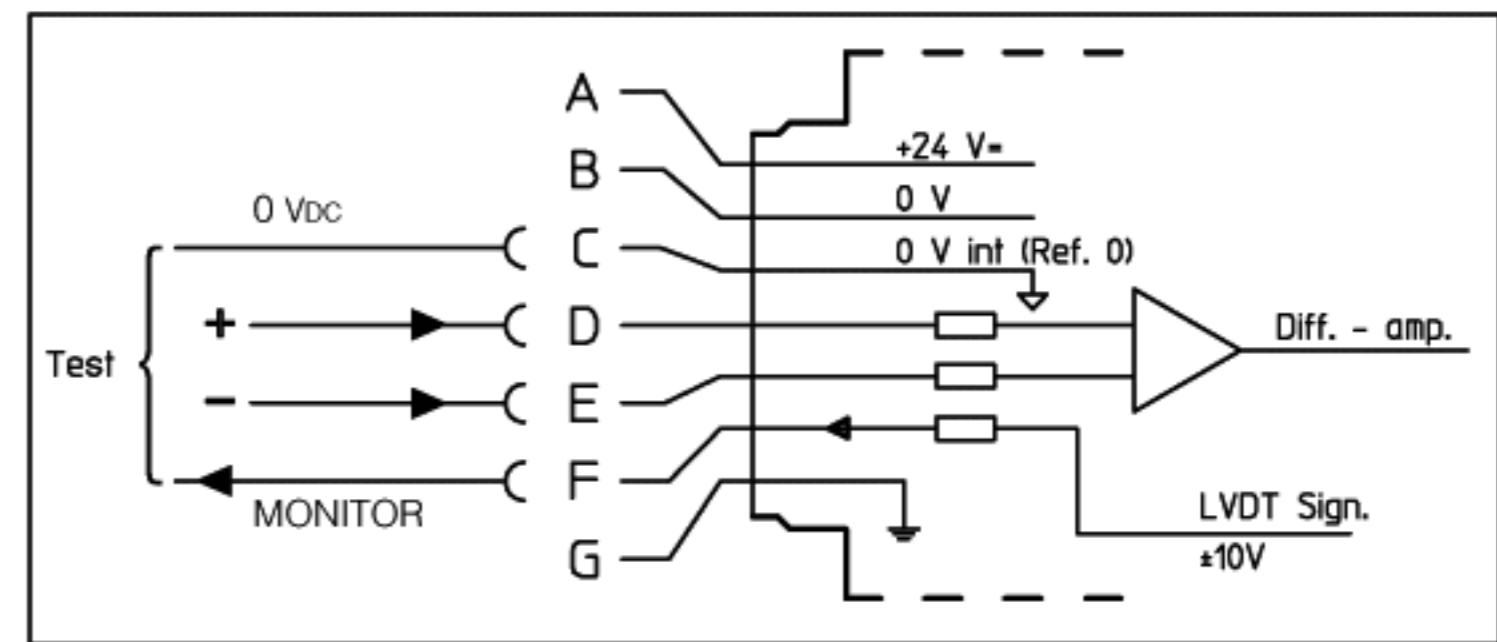 A
+24 V=
B
0 V
0 VDC
C
0 V int (Ref. 0)
+
D
Diff. - amp.
Test
-
E
F
MONITOR
LVDT Sign.
G
±10V